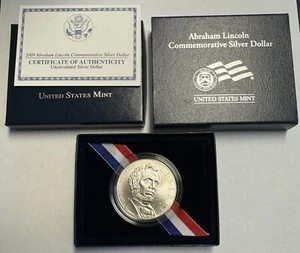 2009 Abraham Lincoln Commemorative Silver Dollar
CERTIFICATE OF AUTHENTICITY
Uncirculated Silver Dollar
UNITED STATES MINT
Abraham Lincoln
Commemorative Silver Dollar
UNITED STATES MINT